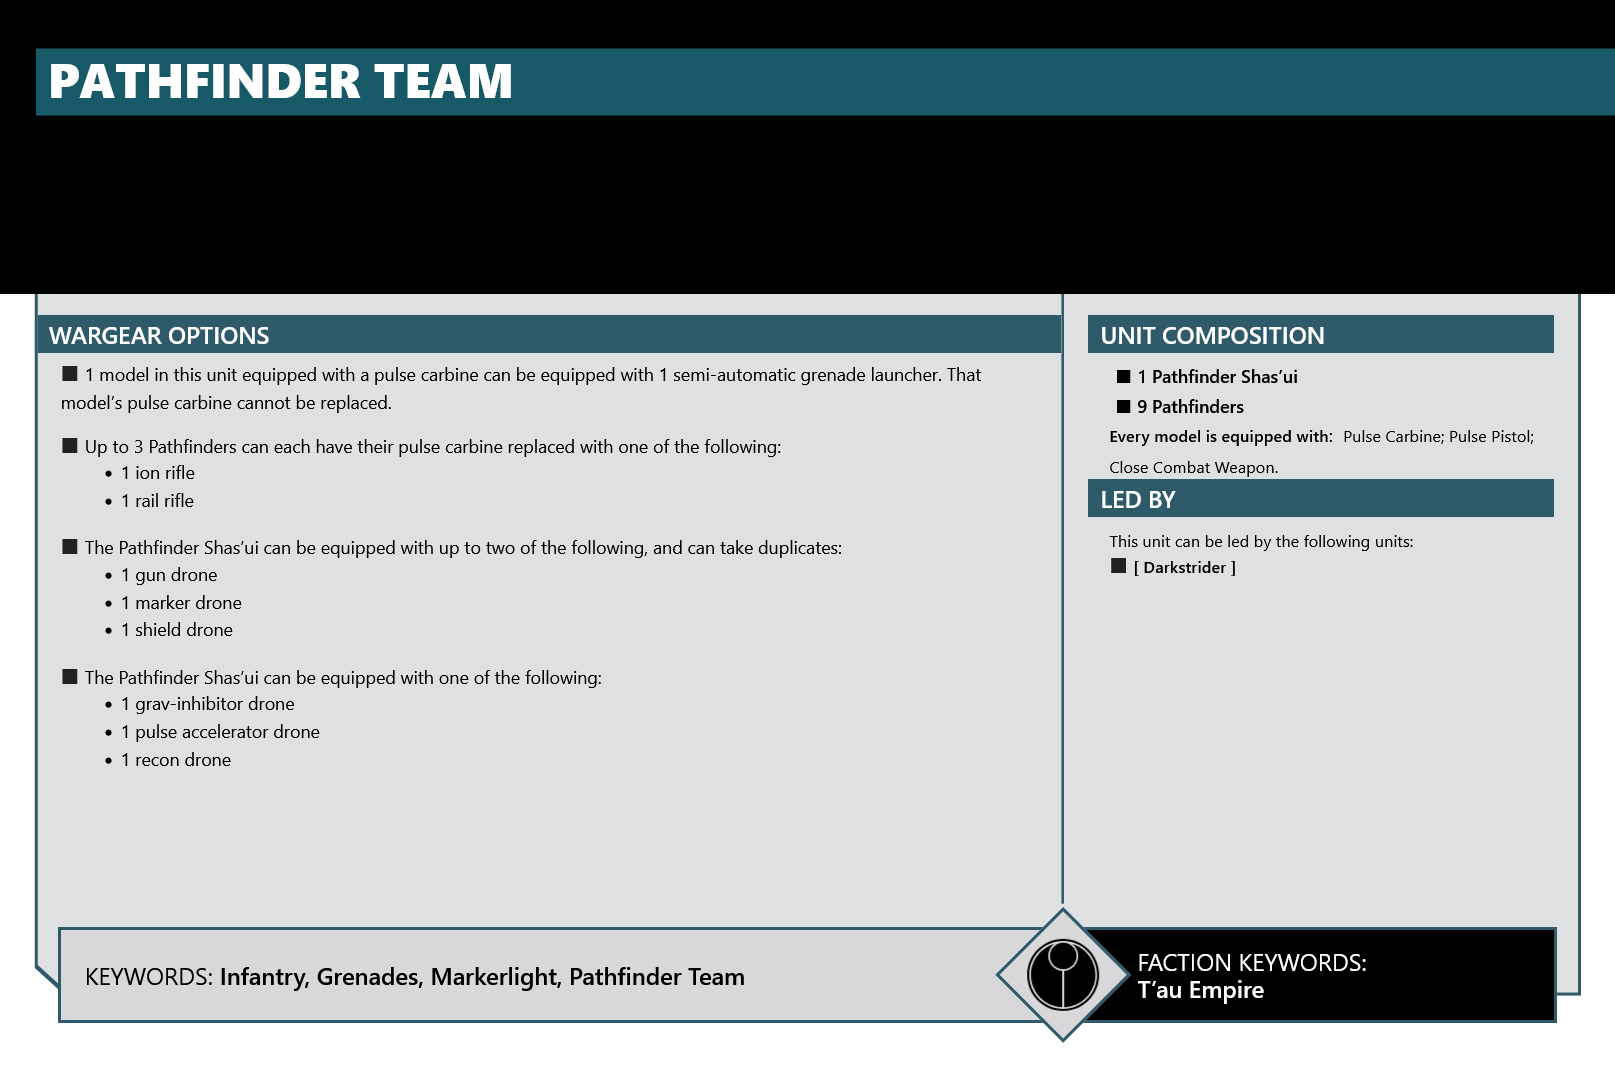 PATHFINDER TEAM
WARGEAR OPTIONS
■ 1 model in this unit equipped with a pulse carbine can be equipped with 1 semi-automatic grenade launcher. That
model’s pulse carbine cannot be replaced.
■ Up to 3 Pathfinders can each have their pulse carbine replaced with one of the following:
• 1 ion rifle
• 1 rail rifle
■ The Pathfinder Shas’ui can be equipped with up to two of the following, and can take duplicates:
• 1 gun drone
• 1 marker drone
• 1 shield drone
■ The Pathfinder Shas’ui can be equipped with one of the following:
• 1 grav-inhibitor drone
• 1 pulse accelerator drone
• 1 recon drone
UNIT COMPOSITION
■ 1 Pathfinder Shas’ui
■ 9 Pathfinders
Every model is equipped with: Pulse Carbine; Pulse Pistol;
Close Combat Weapon.
LED BY
This unit can be led by the following units:
■ [ Darkstrider ]
KEYWORDS: Infantry, Grenades, Markerlight, Pathfinder Team
FACTION KEYWORDS:
T’au Empire